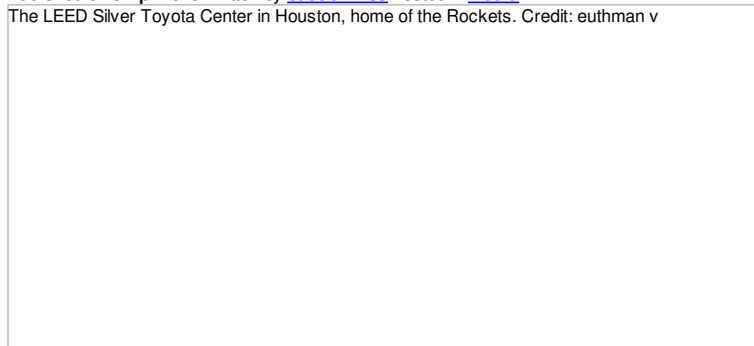 The LEED Silver Toyota Center in Houston, home of the Rockets. Credit: euthman v